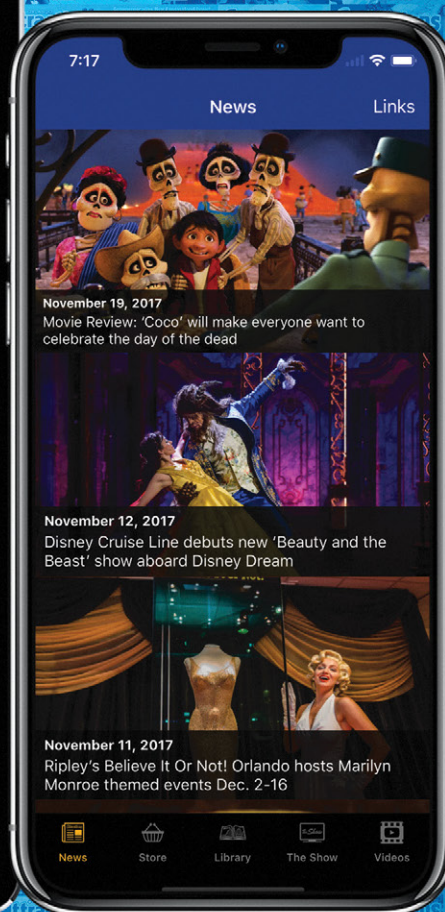 7:17
News
Links
November 19, 2017
Movie Review: ‘Coco’ will make everyone want to
celebrate the day of the dead
November 12, 2017
Disney Cruise Line debuts new ‘Beauty and the
Beast’ show aboard Disney Dream
November 11, 2017
Ripley’s Believe It Or Not! Orlando hosts Marilyn
Monroe themed events Dec. 2-16
News
Store
Library
The Show
Videos